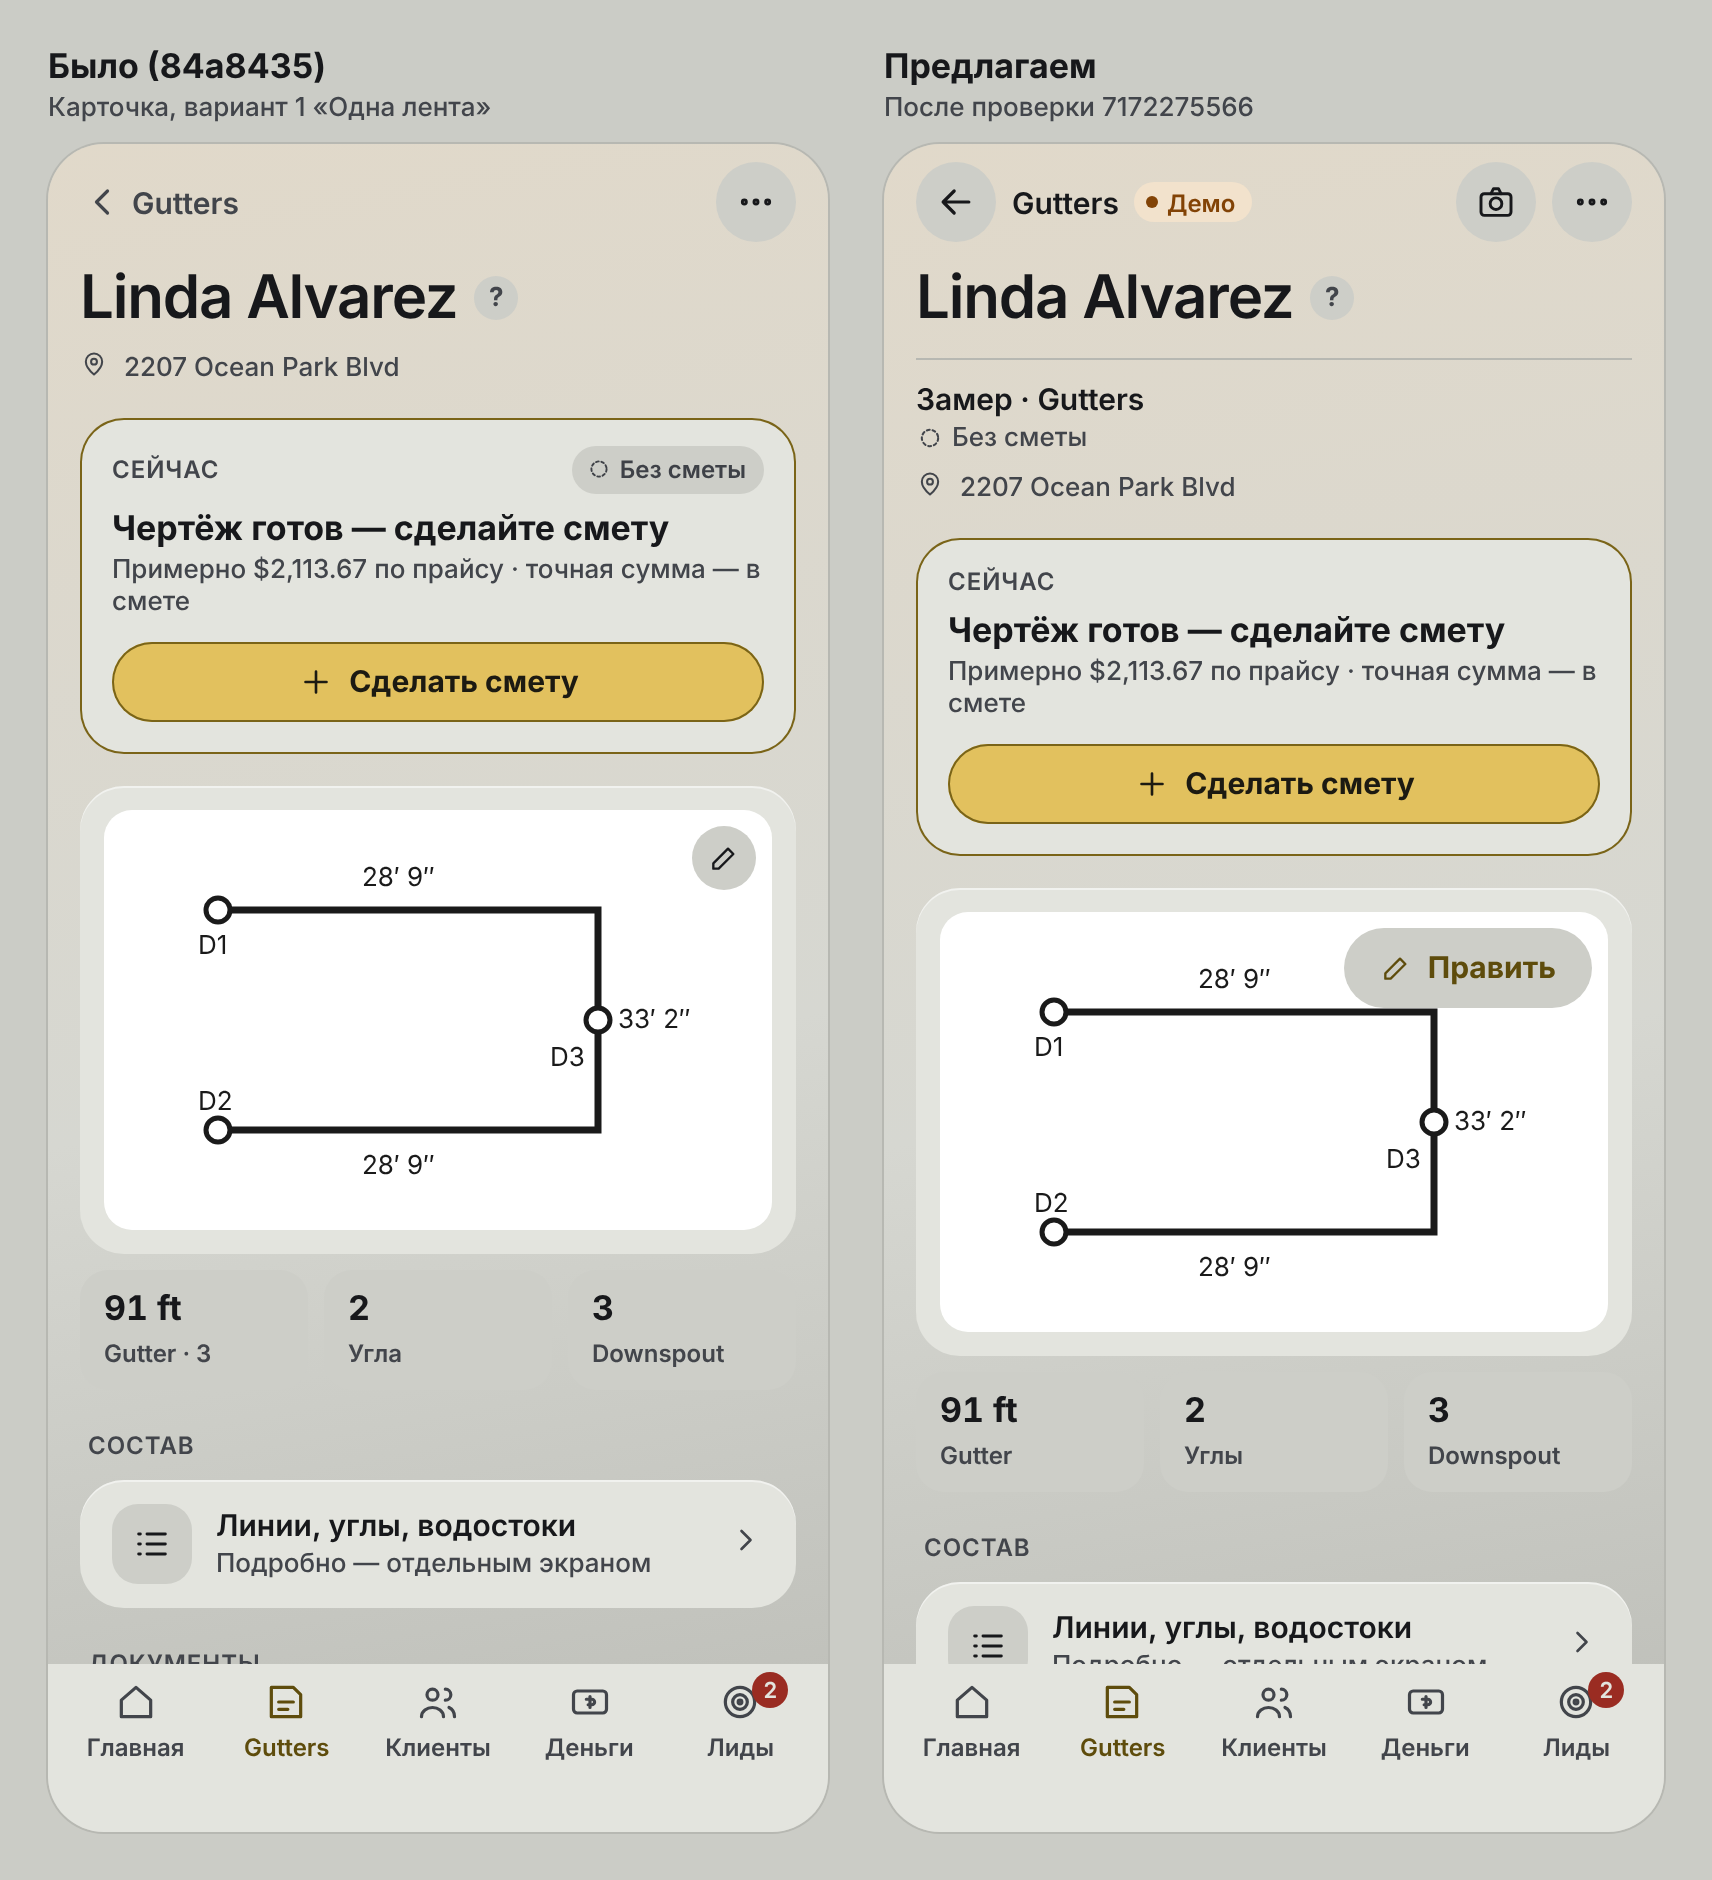 Было (84a8435)
Карточка, вариант 1 «Одна лента»
Gutters
Linda Alvarez ?
2207 Ocean Park Blvd
СЕЙЧАС
Без сметы
Чертёж готов — сделайте смету
Примерно $2,113.67 по прайсу · точная сумма — в
смете
Сделать смету
28′ 9″
D1
33′ 2″
D3
D2
28′ 9″
91 ft
Gutter · 3
2
Угла
3
Downspout
СОСТАВ
Линии, углы, водостоки
Подробно — отдельным экраном
ДОКУМЕНТЫ
Главная
Gutters
Клиенты
Деньги
2
Лиды
Предлагаем
После проверки 7172275566
Gutters
Демо
Linda Alvarez ?
Замер · Gutters
Без сметы
2207 Ocean Park Blvd
СЕЙЧАС
Чертёж готов — сделайте смету
Примерно $2,113.67 по прайсу · точная сумма — в
смете
Сделать смету
Править
28′ 9″
D1
33′ 2″
D3
D2
28′ 9″
91 ft
Gutter
2
Углы
3
Downspout
СОСТАВ
Линии, углы, водостоки
Подробно — отдельным экраном
Главная
Gutters
Клиенты
Деньги
2
Лиды